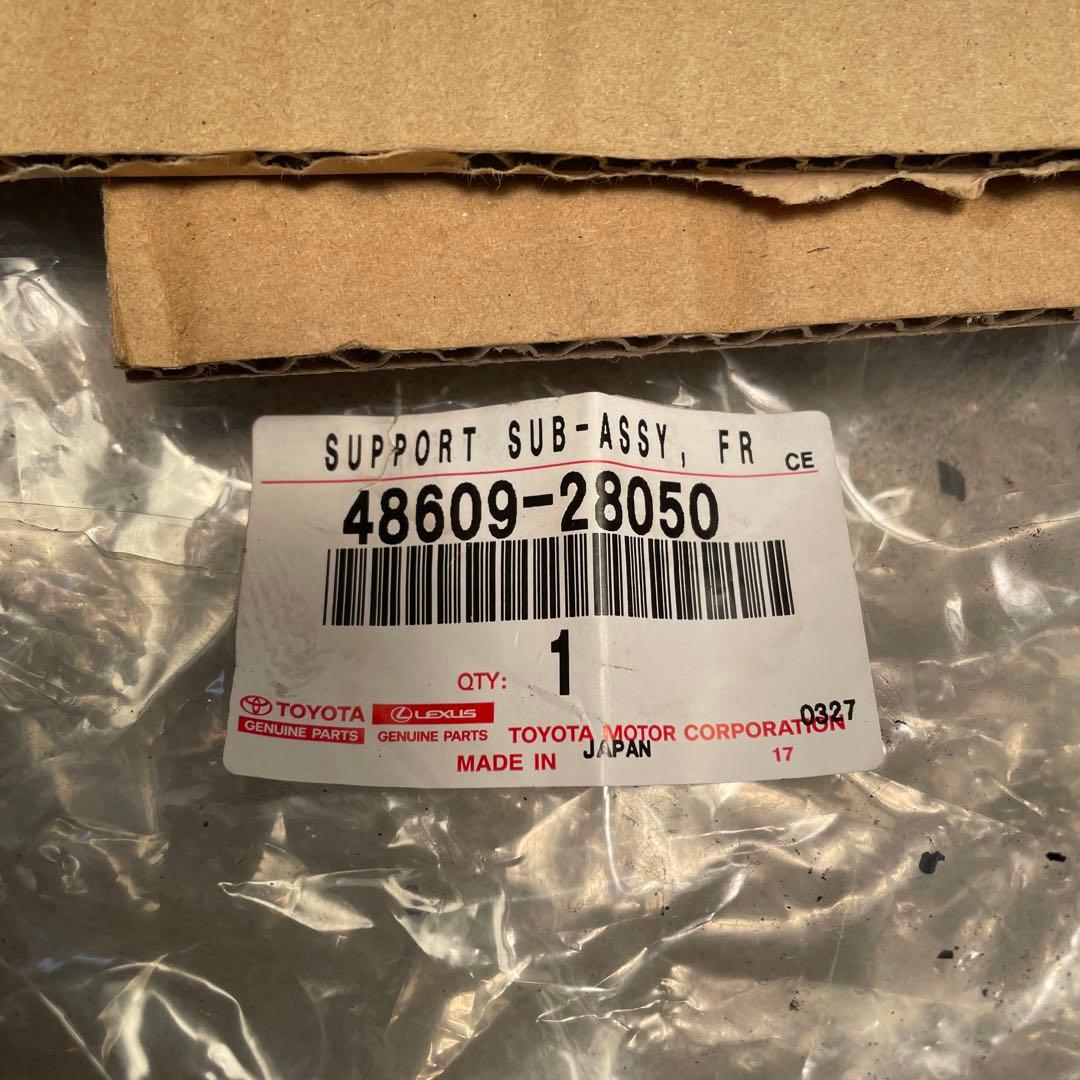 SUPPORT SUB-ASSY, FR CE
48609-28050
QTY: 1
TOYOTA
GENUINE PARTS
LEXUS
GENUINE PARTS
TOYOTA MOTOR CORPORATION
0327
MADE IN JAPAN
17